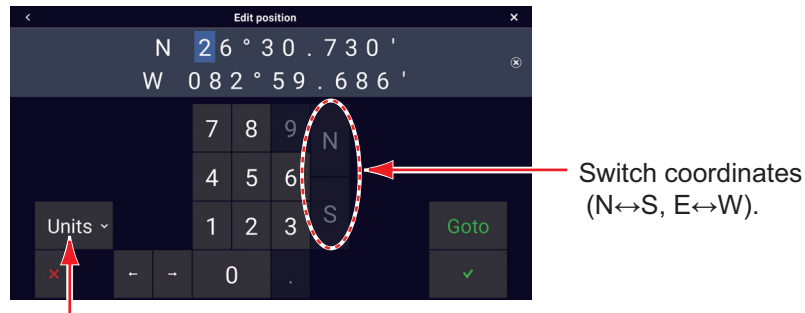 Edit position
N 26°30.730'
W 082°59.686'
7 8 9 N
4 5 6
Switch coordinates
(N↔S, E↔W).
Units 1 2 3 S Goto
← → 0 .